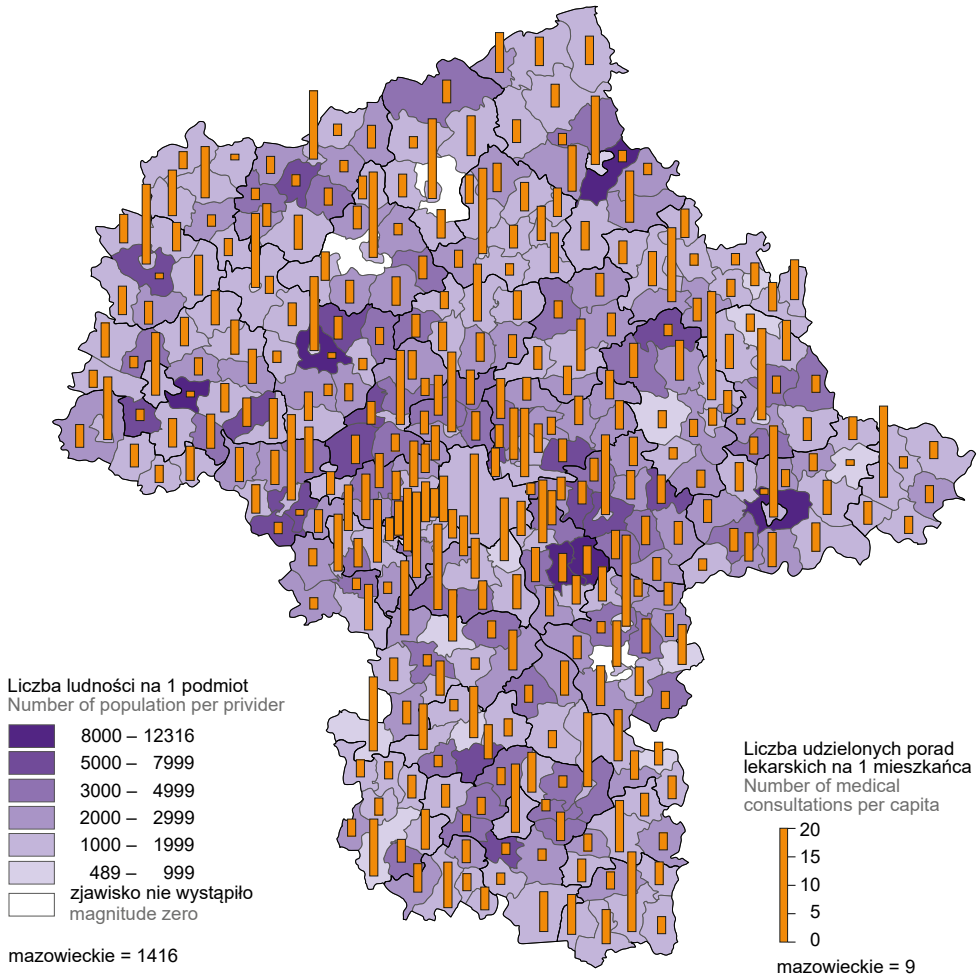 Liczba ludności na 1 podmiot
Number of population per privider
8000 – 12316
5000 – 7999
3000 – 4999
2000 – 2999
1000 – 1999
489 – 999
zjawisko nie wystąpiło
magnitude zero
mazowieckie = 1416
Liczba udzielonych porad
lekarskich na 1 mieszkańca
Number of medical
consultations per capita
20
15
10
5
0
mazowieckie = 9